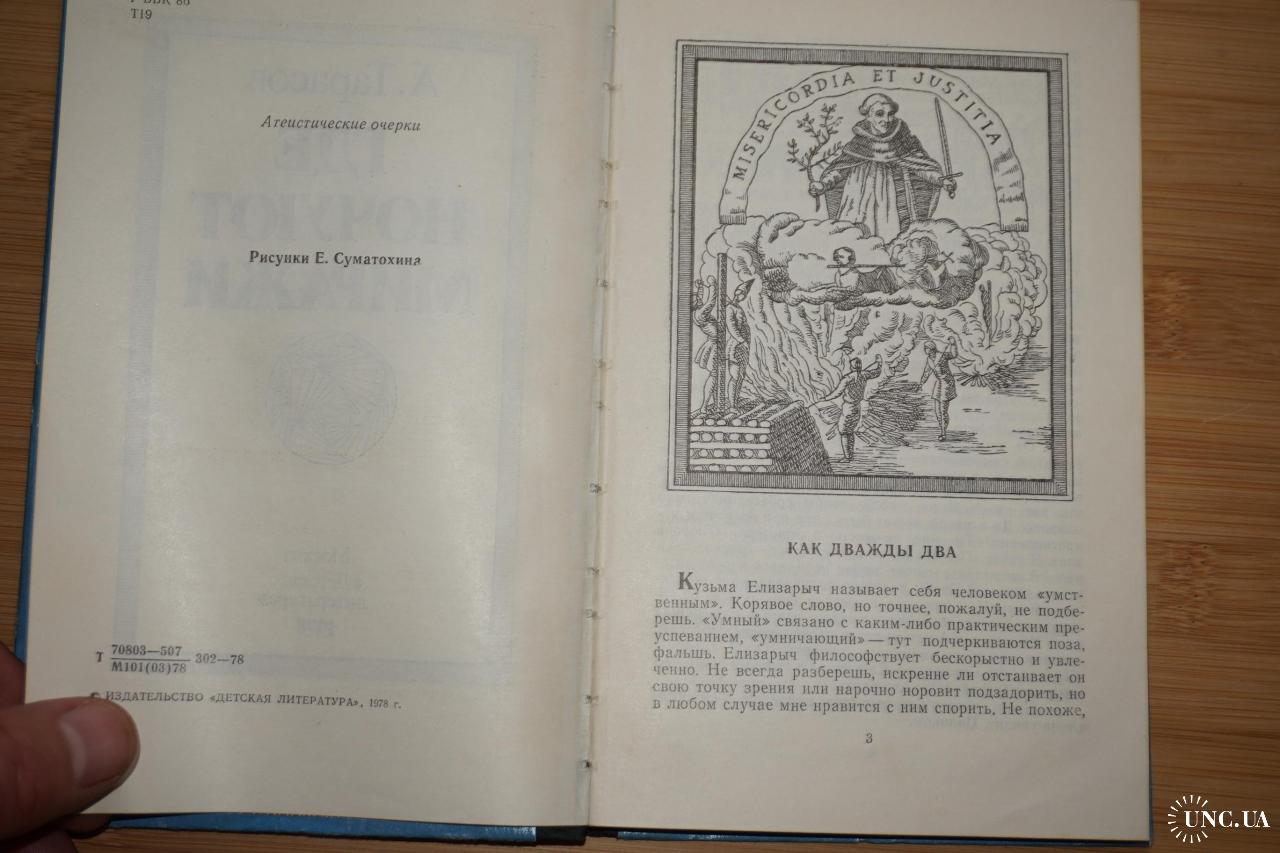 Т19
Атеистические очерки
Рисунки Е. Суматохина
Т 70803—507 302—78
М101(03)78
© ИЗДАТЕЛЬСТВО «ДЕТСКАЯ ЛИТЕРАТУРА», 1978 г.
А. Тарасов
ГДЕ
НОЧУЮТ
МИРАЖИ
MISERICORDIA ET JUSTITIA
КАК ДВАЖДЫ ДВА
Кузьма Елизарыч называет себя человеком «умст-
венным». Корявое слово, но точнее, пожалуй, не подбе-
решь. «Умный» связано с каким-либо практическим пре-
успеванием, «умничающий» — тут подчеркиваются поза,
фальшь. Елизарыч философствует бескорыстно и увле-
ченно. Не всегда разберешь, искренне ли отстаивает он
свою точку зрения или нарочно норовит подзадорить, но
в любом случае мне нравится с ним спорить. Не похоже,
3
UNC.UA